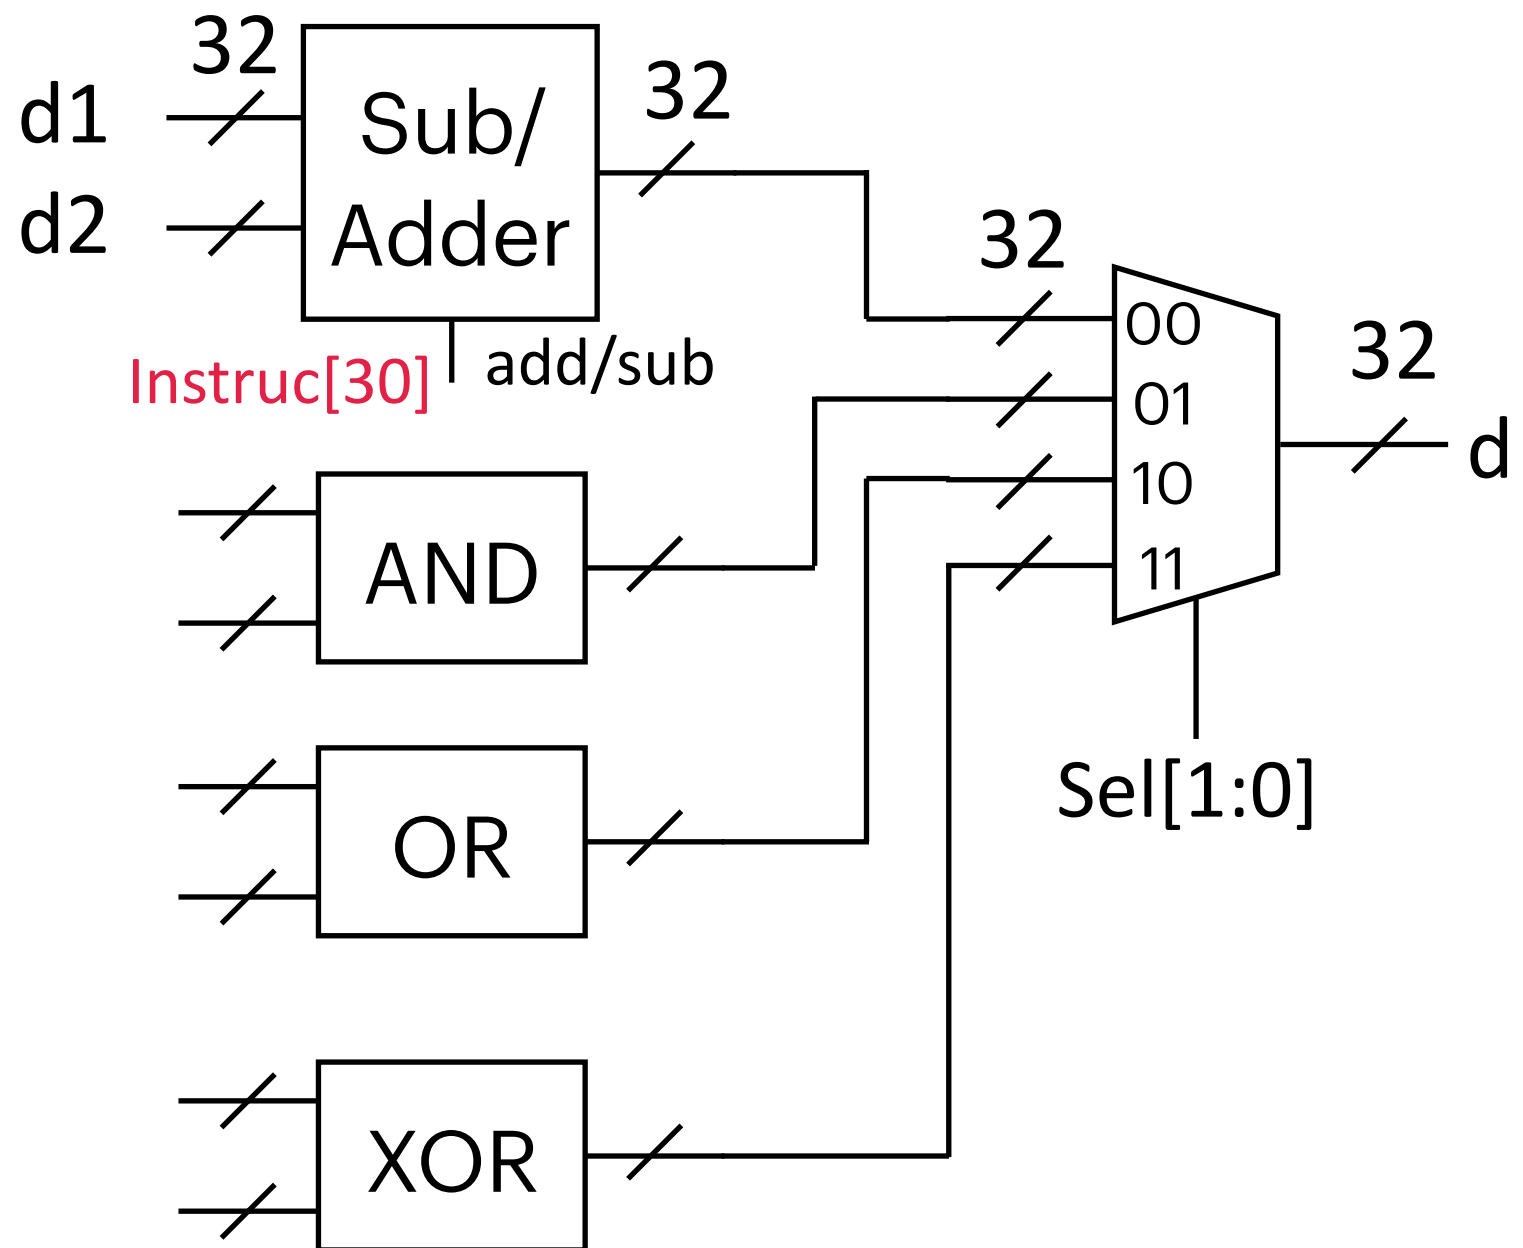 32
d1
d2
Sub/
Adder
32
Instruc[30]
add/sub
32
00
01
10
11
32
d
Sel[1:0]
AND
OR
XOR